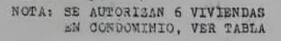 NOTA: SE AUTORIZAN 6 VIVIENDAS
EN CONDOMINIO, VER TABLA